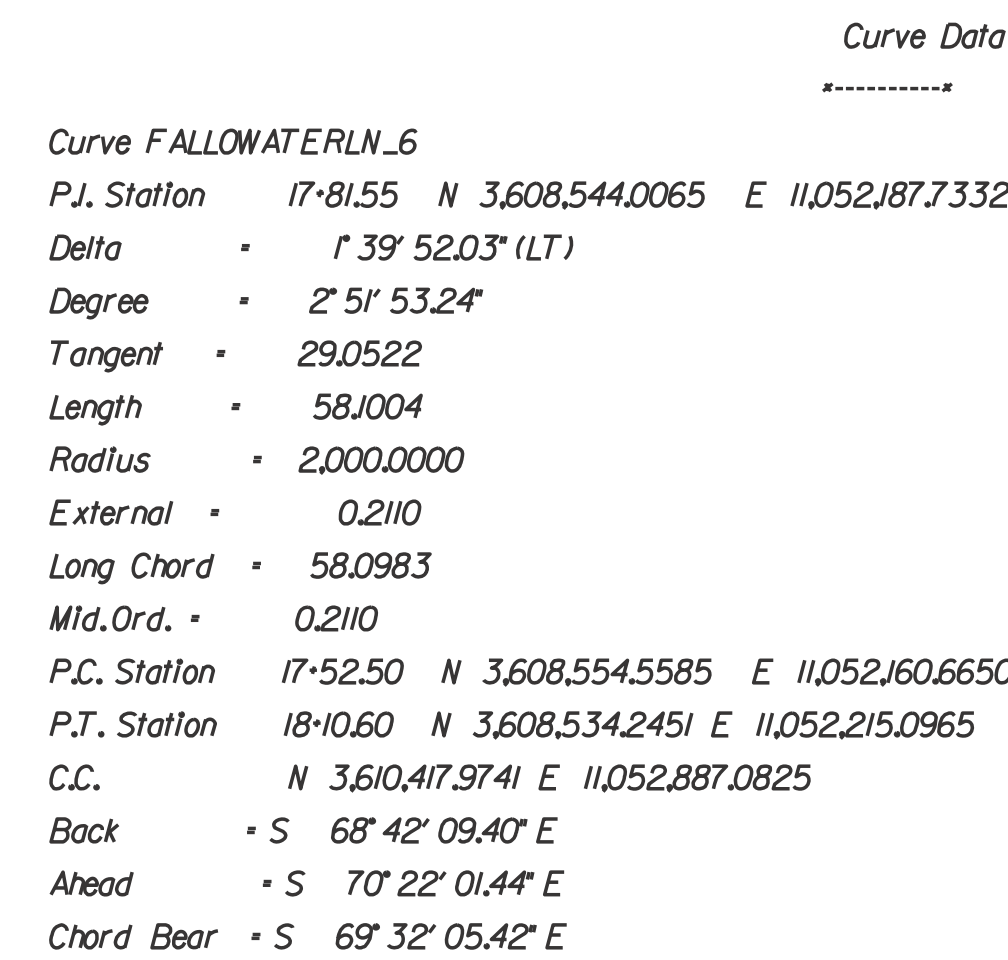 Curve Data
*----------*
Curve FALLOWATERLN_6
P.I. Station 17+81.55 N 3,608,544.0065 E 11,052,187.7332
Delta = 1° 39' 52.03" (LT)
Degree = 2° 51' 53.24"
Tangent = 29.0522
Length = 58.1004
Radius = 2,000.0000
External = 0.2110
Long Chord = 58.0983
Mid. Ord. = 0.2110
P.C. Station 17+52.50 N 3,608,554.5585 E 11,052,160.6650
P.T. Station 18+10.60 N 3,608,534.2451 E 11,052,215.0965
C.C. N 3,610,417.9741 E 11,052,887.0825
Back = S 68° 42' 09.40" E
Ahead = S 70° 22' 01.44" E
Chord Bear = S 69° 32' 05.42" E